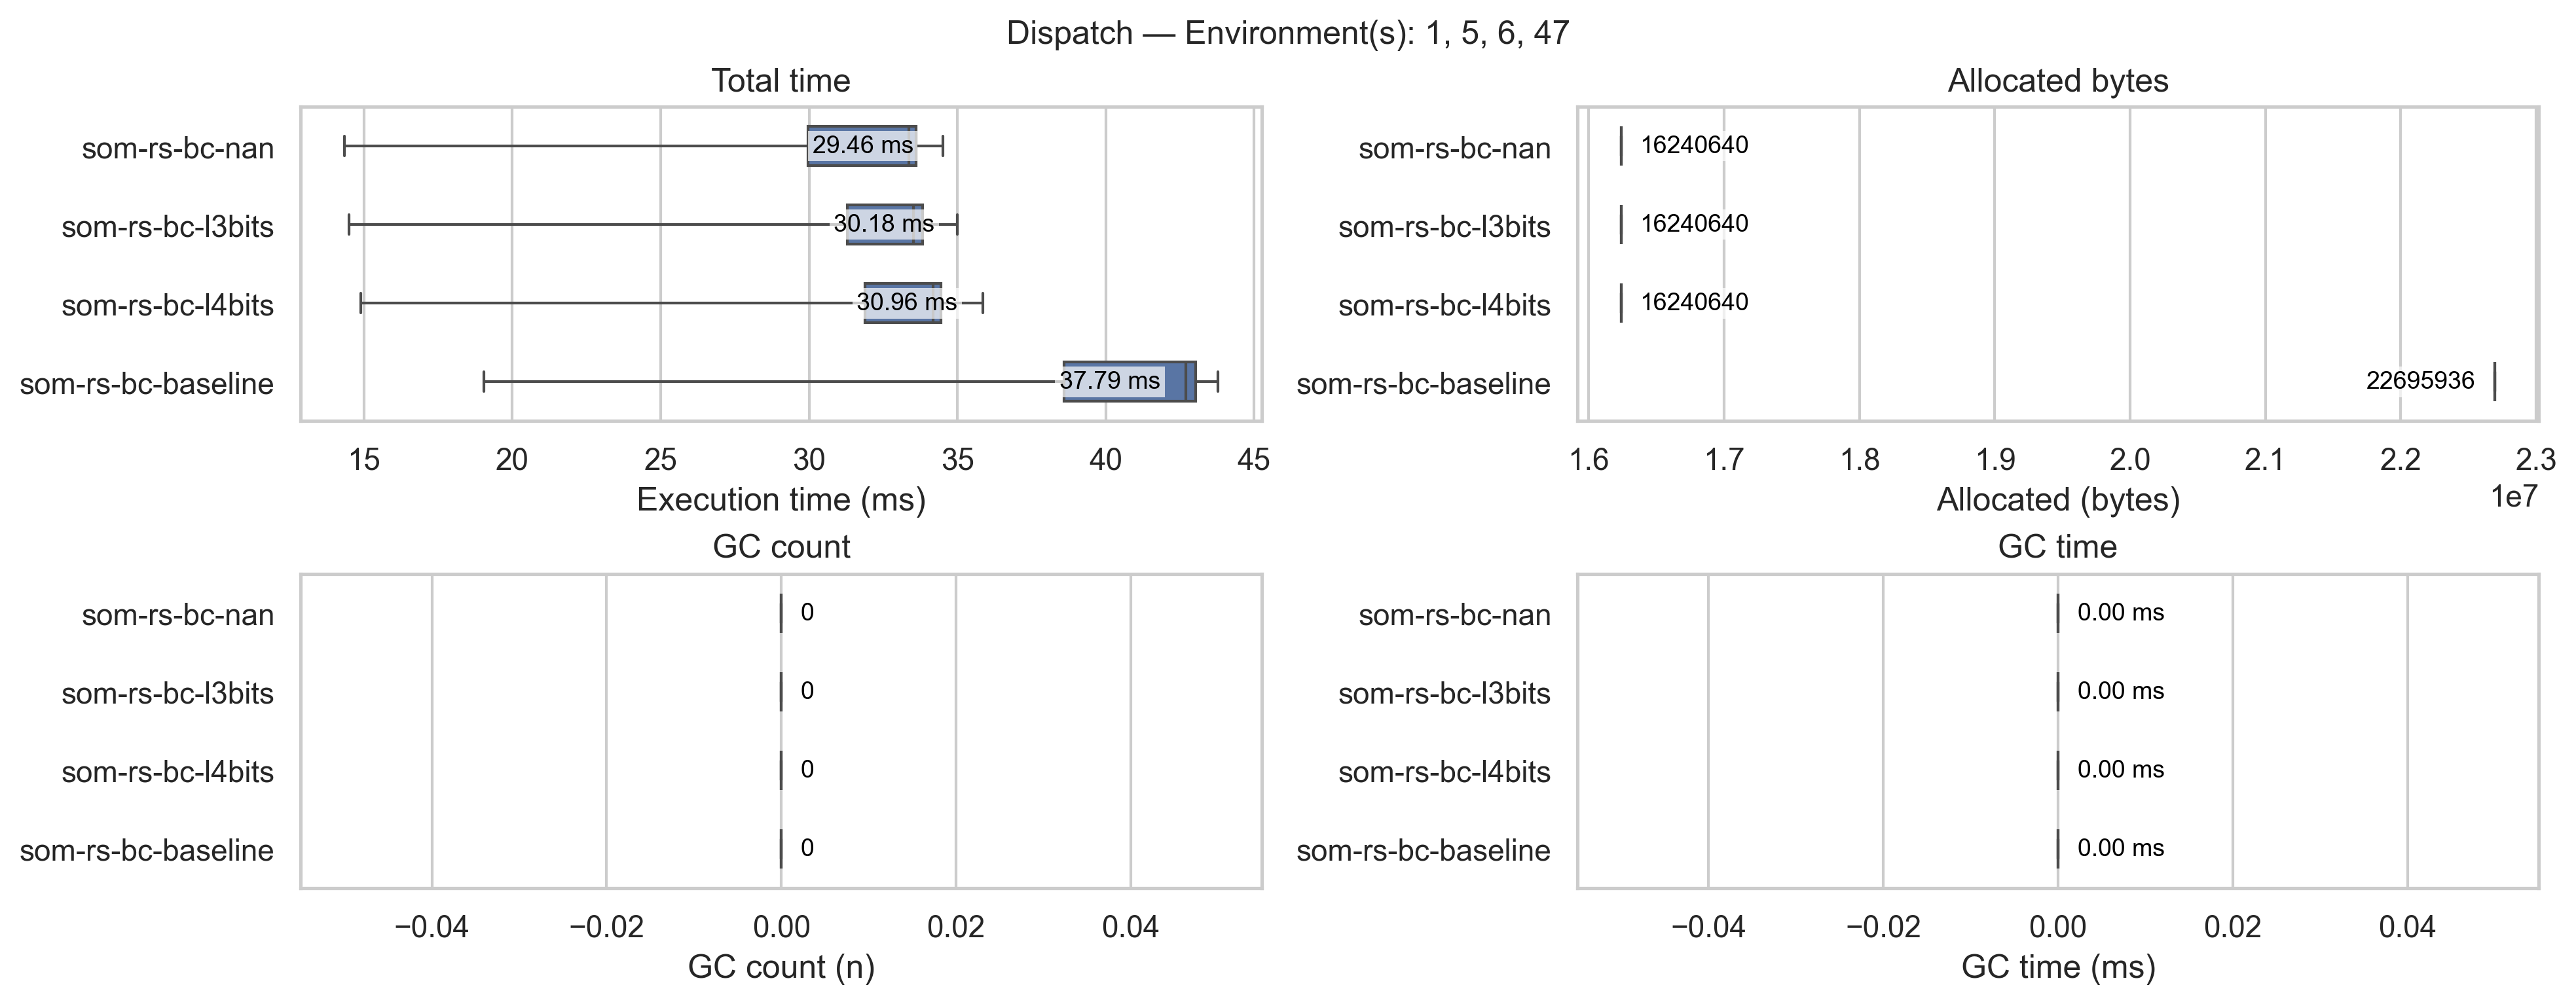 Dispatch — Environment(s): 1, 5, 6, 47
Total time
som-rs-bc-nan
29.46 ms
som-rs-bc-l3bits
30.18 ms
som-rs-bc-l4bits
30.96 ms
som-rs-bc-baseline
37.79 ms
15 20 25 30 35 40 45
Execution time (ms)
Allocated bytes
som-rs-bc-nan
16240640
som-rs-bc-l3bits
16240640
som-rs-bc-l4bits
16240640
som-rs-bc-baseline
22695936
1.6 1.7 1.8 1.9 2.0 2.1 2.2 2.3
1e7
Allocated (bytes)
GC count
som-rs-bc-nan
0
som-rs-bc-l3bits
0
som-rs-bc-l4bits
0
som-rs-bc-baseline
0
−0.04 −0.02 0.00 0.02 0.04
GC count (n)
GC time
som-rs-bc-nan
0.00 ms
som-rs-bc-l3bits
0.00 ms
som-rs-bc-l4bits
0.00 ms
som-rs-bc-baseline
0.00 ms
−0.04 −0.02 0.00 0.02 0.04
GC time (ms)